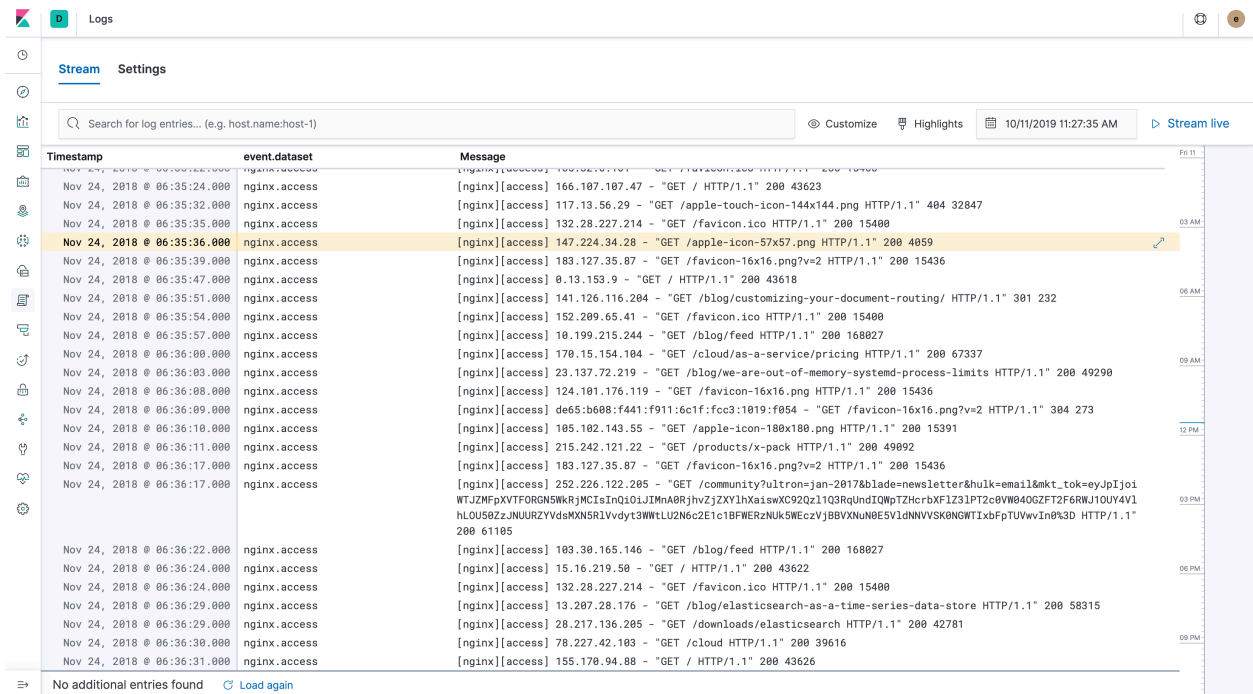 D Logs e
Stream Settings
Search for log entries... (e.g. host.name:host-1) Customize Highlights 10/11/2019 11:27:35 AM Stream live
Timestamp event.dataset Message Fri 11
Nov 24, 2018 @ 06:35:24.000 nginx.access [nginx][access] 166.107.107.47 - "GET / HTTP/1.1" 200 43623
Nov 24, 2018 @ 06:35:32.000 nginx.access [nginx][access] 117.13.56.29 - "GET /apple-touch-icon-144x144.png HTTP/1.1" 404 32847
Nov 24, 2018 @ 06:35:35.000 nginx.access [nginx][access] 132.28.227.214 - "GET /favicon.ico HTTP/1.1" 200 15400 03 AM
Nov 24, 2018 @ 06:35:36.000 nginx.access [nginx][access] 147.224.34.28 - "GET /apple-icon-57x57.png HTTP/1.1" 200 4059
Nov 24, 2018 @ 06:35:39.000 nginx.access [nginx][access] 183.127.35.87 - "GET /favicon-16x16.png?v=2 HTTP/1.1" 200 15436
Nov 24, 2018 @ 06:35:47.000 nginx.access [nginx][access] 0.13.153.9 - "GET / HTTP/1.1" 200 43618
Nov 24, 2018 @ 06:35:51.000 nginx.access [nginx][access] 141.126.116.204 - "GET /blog/customizing-your-document-routing/ HTTP/1.1" 301 232 06 AM
Nov 24, 2018 @ 06:35:54.000 nginx.access [nginx][access] 152.209.65.41 - "GET /favicon.ico HTTP/1.1" 200 15400
Nov 24, 2018 @ 06:35:57.000 nginx.access [nginx][access] 10.199.215.244 - "GET /blog/feed HTTP/1.1" 200 168027
Nov 24, 2018 @ 06:36:00.000 nginx.access [nginx][access] 170.15.154.104 - "GET /cloud/as-a-service/pricing HTTP/1.1" 200 67337 09 AM
Nov 24, 2018 @ 06:36:03.000 nginx.access [nginx][access] 23.137.72.219 - "GET /blog/we-are-out-of-memory-systemd-process-limits HTTP/1.1" 200 49290
Nov 24, 2018 @ 06:36:08.000 nginx.access [nginx][access] 124.101.176.119 - "GET /favicon-16x16.png HTTP/1.1" 200 15436
Nov 24, 2018 @ 06:36:09.000 nginx.access [nginx][access] de65:b608:f441:f911:6c1f:fcc3:1019:f054 - "GET /favicon-16x16.png?v=2 HTTP/1.1" 304 273
Nov 24, 2018 @ 06:36:10.000 nginx.access [nginx][access] 105.102.143.55 - "GET /apple-icon-180x180.png HTTP/1.1" 200 15391 12 PM
Nov 24, 2018 @ 06:36:11.000 nginx.access [nginx][access] 215.242.121.22 - "GET /products/x-pack HTTP/1.1" 200 49092
Nov 24, 2018 @ 06:36:17.000 nginx.access [nginx][access] 183.127.35.87 - "GET /favicon-16x16.png?v=2 HTTP/1.1" 200 15436
Nov 24, 2018 @ 06:36:17.000 nginx.access [nginx][access] 252.226.122.205 - "GET /community?ultron=jan-2017&blade=newsletter&hulk=email&mkt_tok=eyJpIjoi
WTJZMFpXVTFORGN5WkRjMCIsInQiOiJIMnA0RjhvZjZXYlhXaiswXC92Qzl1Q3RqUndIQWpTZHcrbXFlZ3lPT2c0VW04OGZFT2F6RWJ1OUY4Vl 03 PM
hLOU50ZzJNUURZYVdsMXN5RlVvdyt3WWtLU2N6c2E1c1BFWERzNUk5WEczVjBBVXNuN0E5VldNNVVSK0NGWTIxbFpTUVwvIn0%3D HTTP/1.1"
200 61105
Nov 24, 2018 @ 06:36:22.000 nginx.access [nginx][access] 103.30.165.146 - "GET /blog/feed HTTP/1.1" 200 168027
Nov 24, 2018 @ 06:36:24.000 nginx.access [nginx][access] 15.16.219.50 - "GET / HTTP/1.1" 200 43622 06 PM
Nov 24, 2018 @ 06:36:24.000 nginx.access [nginx][access] 132.28.227.214 - "GET /favicon.ico HTTP/1.1" 200 15400
Nov 24, 2018 @ 06:36:29.000 nginx.access [nginx][access] 13.207.28.176 - "GET /blog/elasticsearch-as-a-time-series-data-store HTTP/1.1" 200 58315
Nov 24, 2018 @ 06:36:29.000 nginx.access [nginx][access] 28.217.136.205 - "GET /downloads/elasticsearch HTTP/1.1" 200 42781
Nov 24, 2018 @ 06:36:30.000 nginx.access [nginx][access] 78.227.42.103 - "GET /cloud HTTP/1.1" 200 39616 09 PM
Nov 24, 2018 @ 06:36:31.000 nginx.access [nginx][access] 155.170.94.88 - "GET / HTTP/1.1" 200 43626
No additional entries found Load again